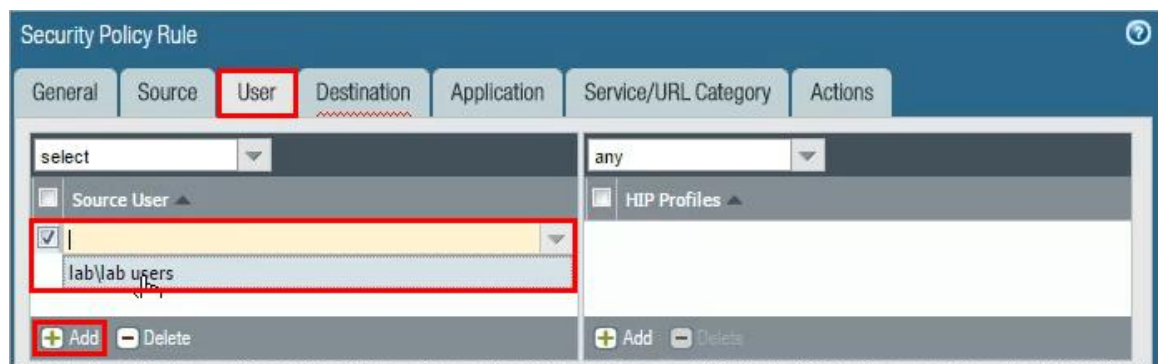 Security Policy Rule
General Source User Destination Application Service/URL Category Actions
select any
Source User HIP Profiles
lab\lab users
Add Delete Add Delete